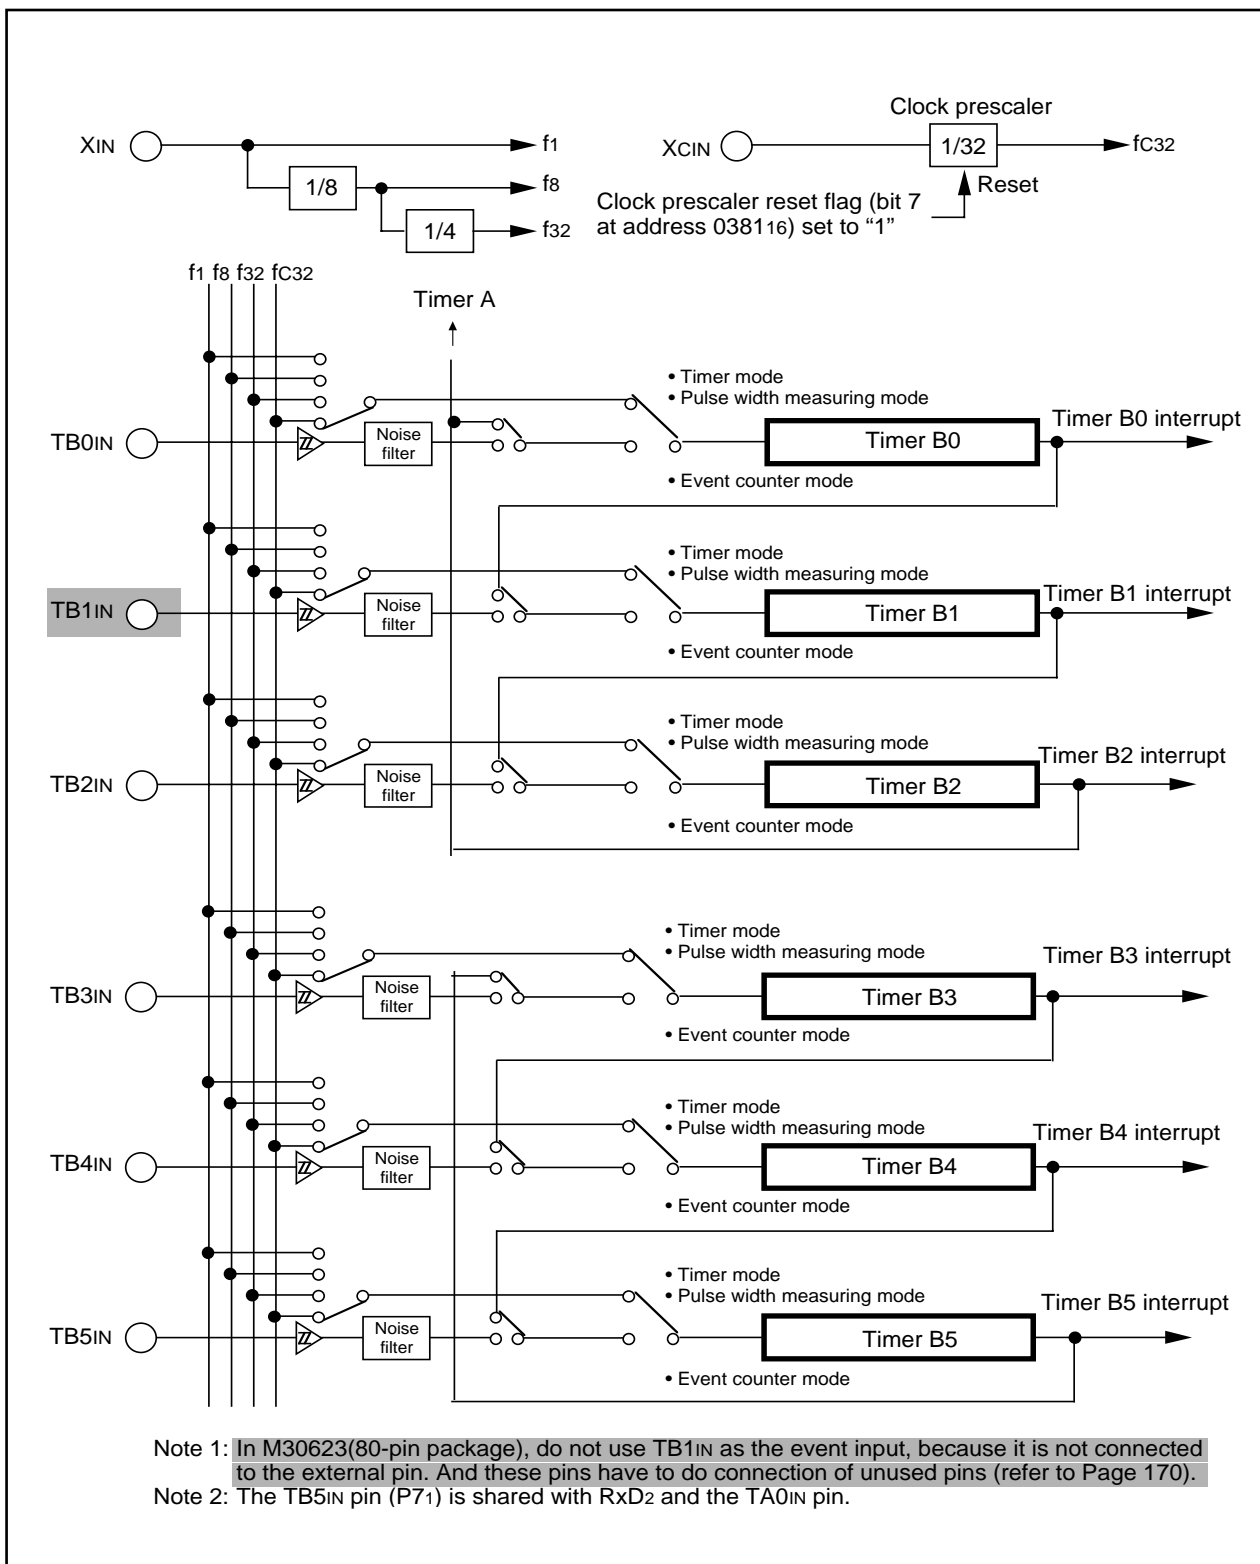 Clock prescaler
XIN
f1
XCIN
1/32
fC32
1/8
f8
Reset
Clock prescaler reset flag (bit 7
at address 038116) set to “1”
1/4
f32
f1 f8 f32 fC32
Timer A
• Timer mode
• Pulse width measuring mode
TB0IN
Noise
filter
Timer B0
Timer B0 interrupt
• Event counter mode
• Timer mode
• Pulse width measuring mode
TB1IN
Noise
filter
Timer B1
Timer B1 interrupt
• Event counter mode
• Timer mode
• Pulse width measuring mode
TB2IN
Noise
filter
Timer B2
Timer B2 interrupt
• Event counter mode
• Timer mode
• Pulse width measuring mode
TB3IN
Noise
filter
Timer B3
Timer B3 interrupt
• Event counter mode
• Timer mode
• Pulse width measuring mode
TB4IN
Noise
filter
Timer B4
Timer B4 interrupt
• Event counter mode
• Timer mode
• Pulse width measuring mode
TB5IN
Noise
filter
Timer B5
Timer B5 interrupt
• Event counter mode
Note 1: In M30623(80-pin package), do not use TB1IN as the event input, because it is not connected
to the external pin. And these pins have to do connection of unused pins (refer to Page 170).
Note 2: The TB5IN pin (P71) is shared with RxD2 and the TA0IN pin.